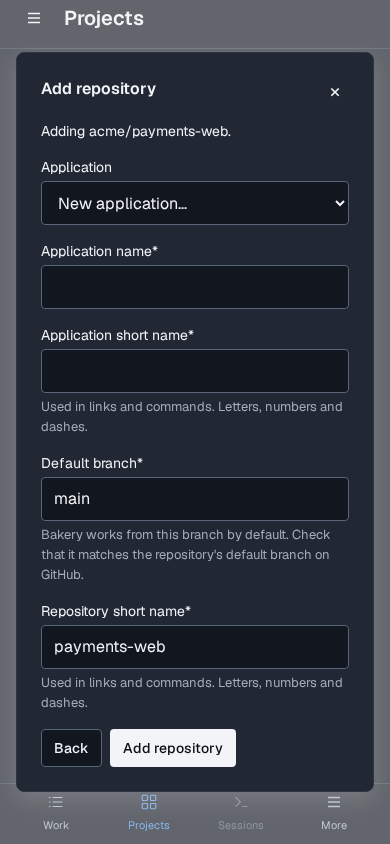 Projects
Add repository
×
Adding acme/payments-web.
Application
New application...
Application name*
Application short name*
Used in links and commands. Letters, numbers and
dashes.
Default branch*
main
Bakery works from this branch by default. Check
that it matches the repository's default branch on
GitHub.
Repository short name*
payments-web
Used in links and commands. Letters, numbers and
dashes.
Back Add repository
Work Projects Sessions More